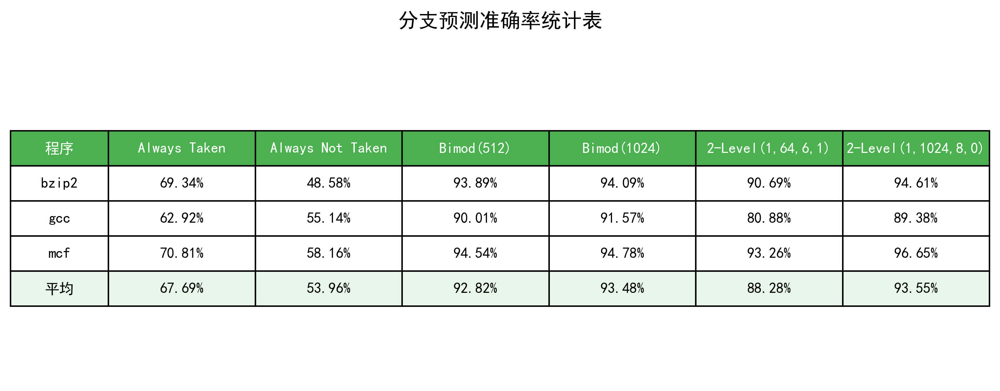 分支预测准确率统计表
程序 Always Taken Always Not Taken Bimod(512) Bimod(1024) 2-Level(1,64,6,1) 2-Level(1,1024,8,0)
bzip2 69.34% 48.58% 93.89% 94.09% 90.69% 94.61%
gcc 62.92% 55.14% 90.01% 91.57% 80.88% 89.38%
mcf 70.81% 58.16% 94.54% 94.78% 93.26% 96.65%
平均 67.69% 53.96% 92.82% 93.48% 88.28% 93.55%